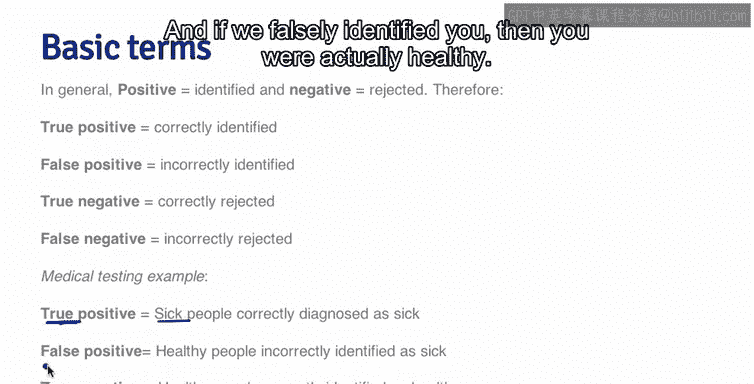 And if we falsely identified you, then you
were actually healthy.
Basic terms
In general, Positive = identified and negative = rejected. Therefore:
True positive = correctly identified
False positive = incorrectly identified
True negative = correctly rejected
False negative = incorrectly rejected
Medical testing example:
True positive = Sick people correctly diagnosed as sick
False positive= Healthy people incorrectly identified as sick